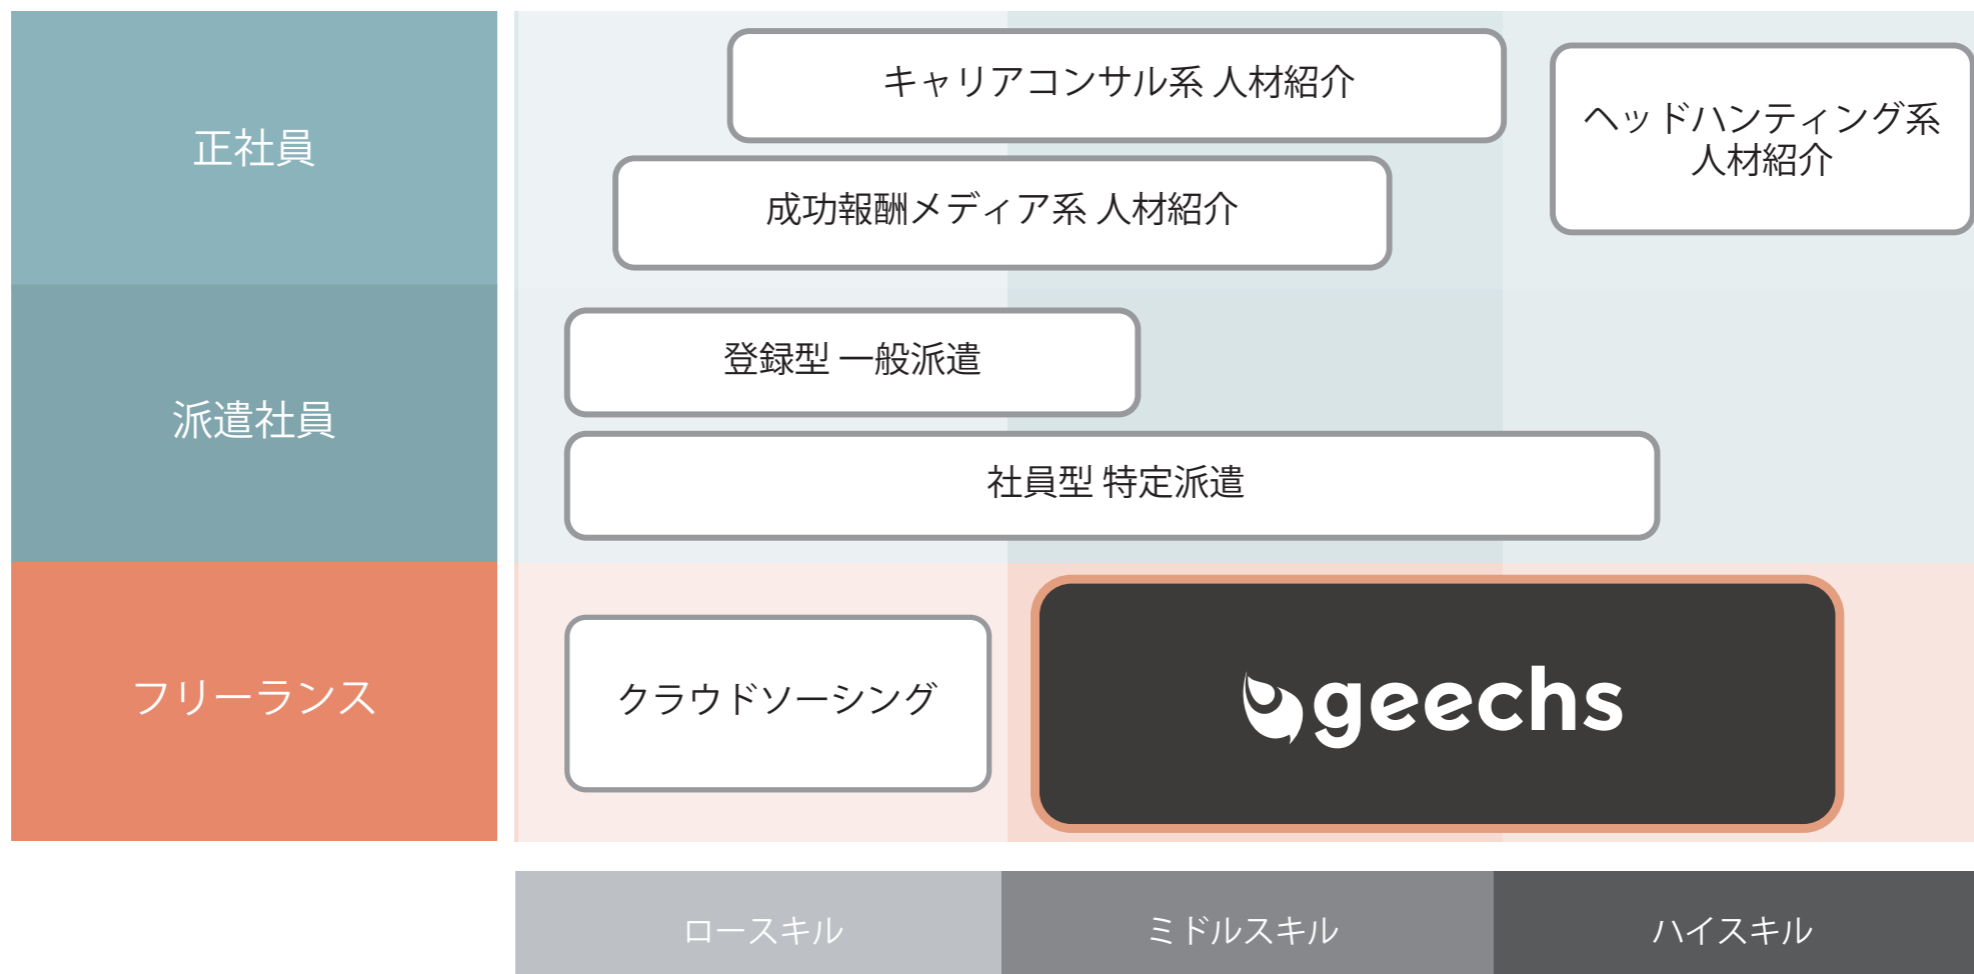 正社員
キャリアコンサル系 人材紹介
ヘッドハンティング系
人材紹介
成功報酬メディア系 人材紹介
派遣社員
登録型 一般派遣
社員型 特定派遣
フリーランス
クラウドソーシング
geechs
ロースキル
ミドルスキル
ハイスキル